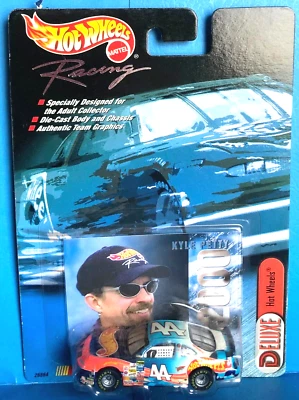 Hot Wheels
MATTEL
Racing
Specially Designed for
the Adult Collector
Die-Cast Body and Chassis
Authentic Team Graphics
KYLE PETTY
Hot Wheels®
DELUXE
44
44